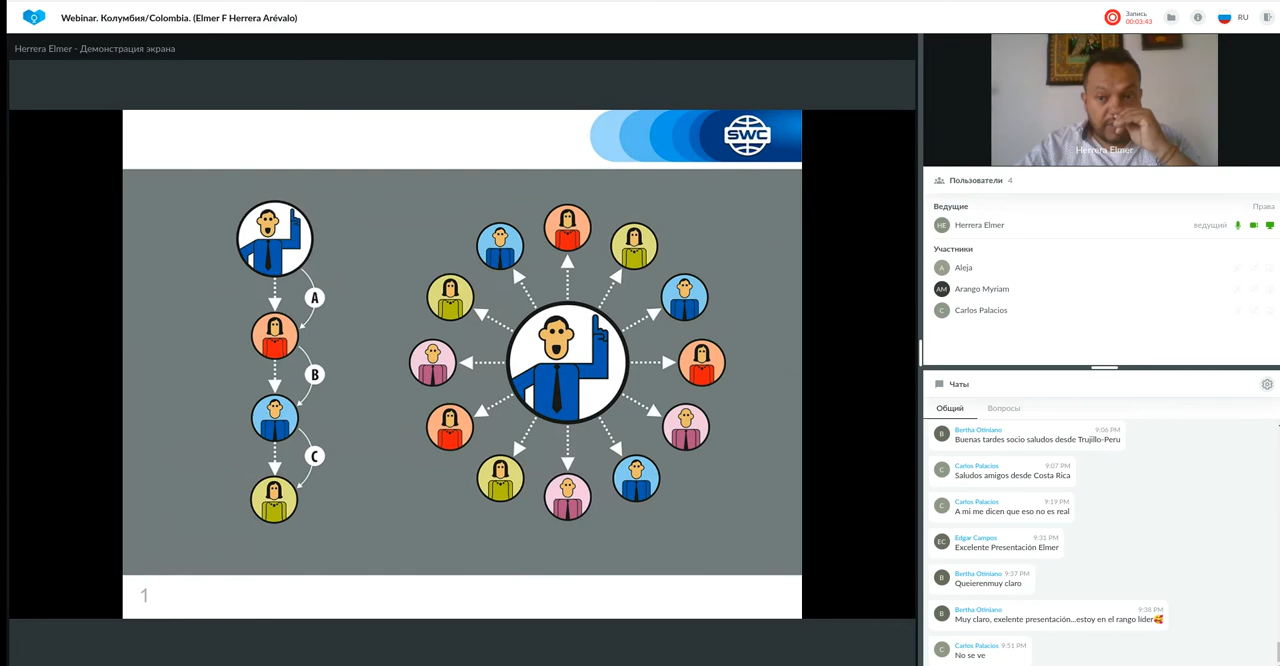 Webinar. Колумбия/Colombia. (Elmer F Herrera Arévalo)
Запись
00:03:43
RU
Herrera Elmer - Демонстрация экрана
SWC
A
B
C
1
Herrera Elmer
Пользователи 4
Ведущие
Права
HE
Herrera Elmer
ведущий
Участники
A
Aleja
AM
Arango Myriam
C
Carlos Palacios
Чаты
Общий
Вопросы
B
Bertha Otiniano 9:06 PM
Buenas tardes socio saludos desde Trujillo-Peru
C
Carlos Palacios 9:07 PM
Saludos amigos desde Costa Rica
C
Carlos Palacios 9:19 PM
A mi me dicen que eso no es real
EC
Edgar Campos 9:31 PM
Excelente Presentación Elmer
B
Bertha Otiniano 9:37 PM
Queierenmuy claro
B
Bertha Otiniano 9:38 PM
Muy claro, exelente presentación...estoy en el rango líder🥰
C
Carlos Palacios 9:51 PM
No se ve